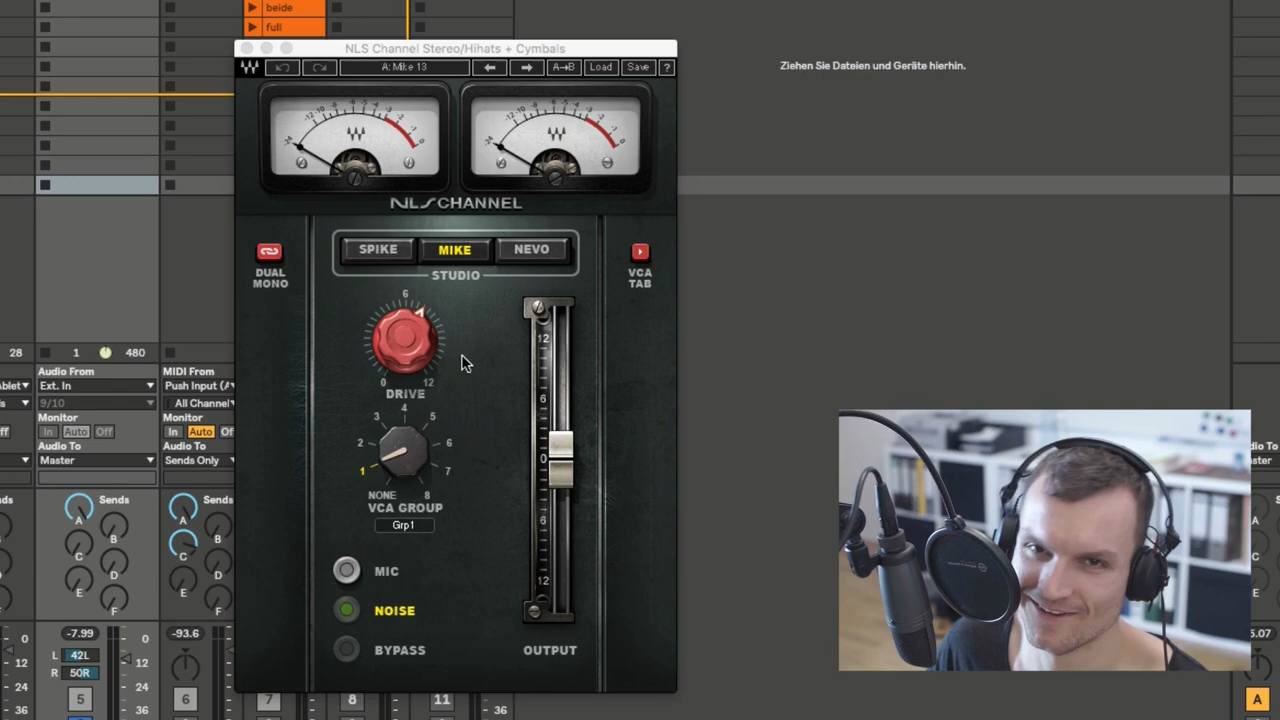 beide
full
NLS Channel Stereo/Hihats + Cymbals
A: Mike 13
A→B
Load
Save
?
Ziehen Sie Dateien und Geräte hierhin.
NLS CHANNEL
SPIKE
MIKE
NEVO
STUDIO
DUAL
MONO
VCA
TAB
6
0
12
DRIVE
4
3
5
2
6
1
7
NONE
8
VCA GROUP
Grp1
MIC
NOISE
BYPASS
12
6
0
6
12
OUTPUT
28
1
480
Audio From
MIDI From
Ext. In
Push Input (A
9/10
All Channel
Monitor
Monitor
In
Auto
Off
In
Auto
Of
Audio To
Audio To
Master
Sends Only
Sends
Sends
A
B
C
D
E
F
A
B
C
D
E
F
-7.99
-93.6
L
42L
R
50R
0
12
24
36
0
12
24
36
5
6
7
8
11
36
5.07
A